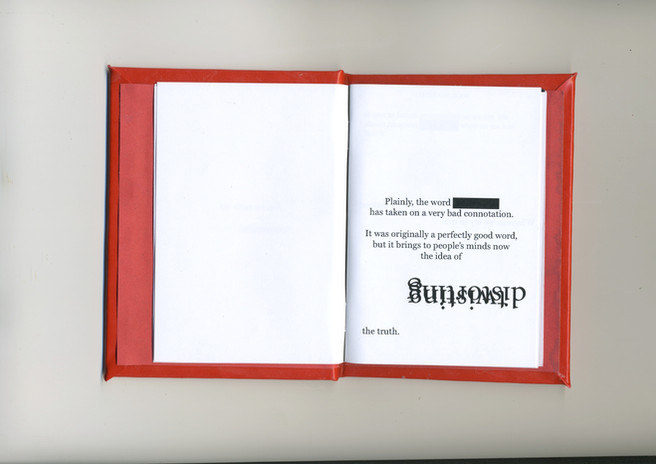 Plainly, the word
has taken on a very bad connotation.
It was originally a perfectly good word,
but it brings to people's minds now
the idea of
twisting
distorting
the truth.